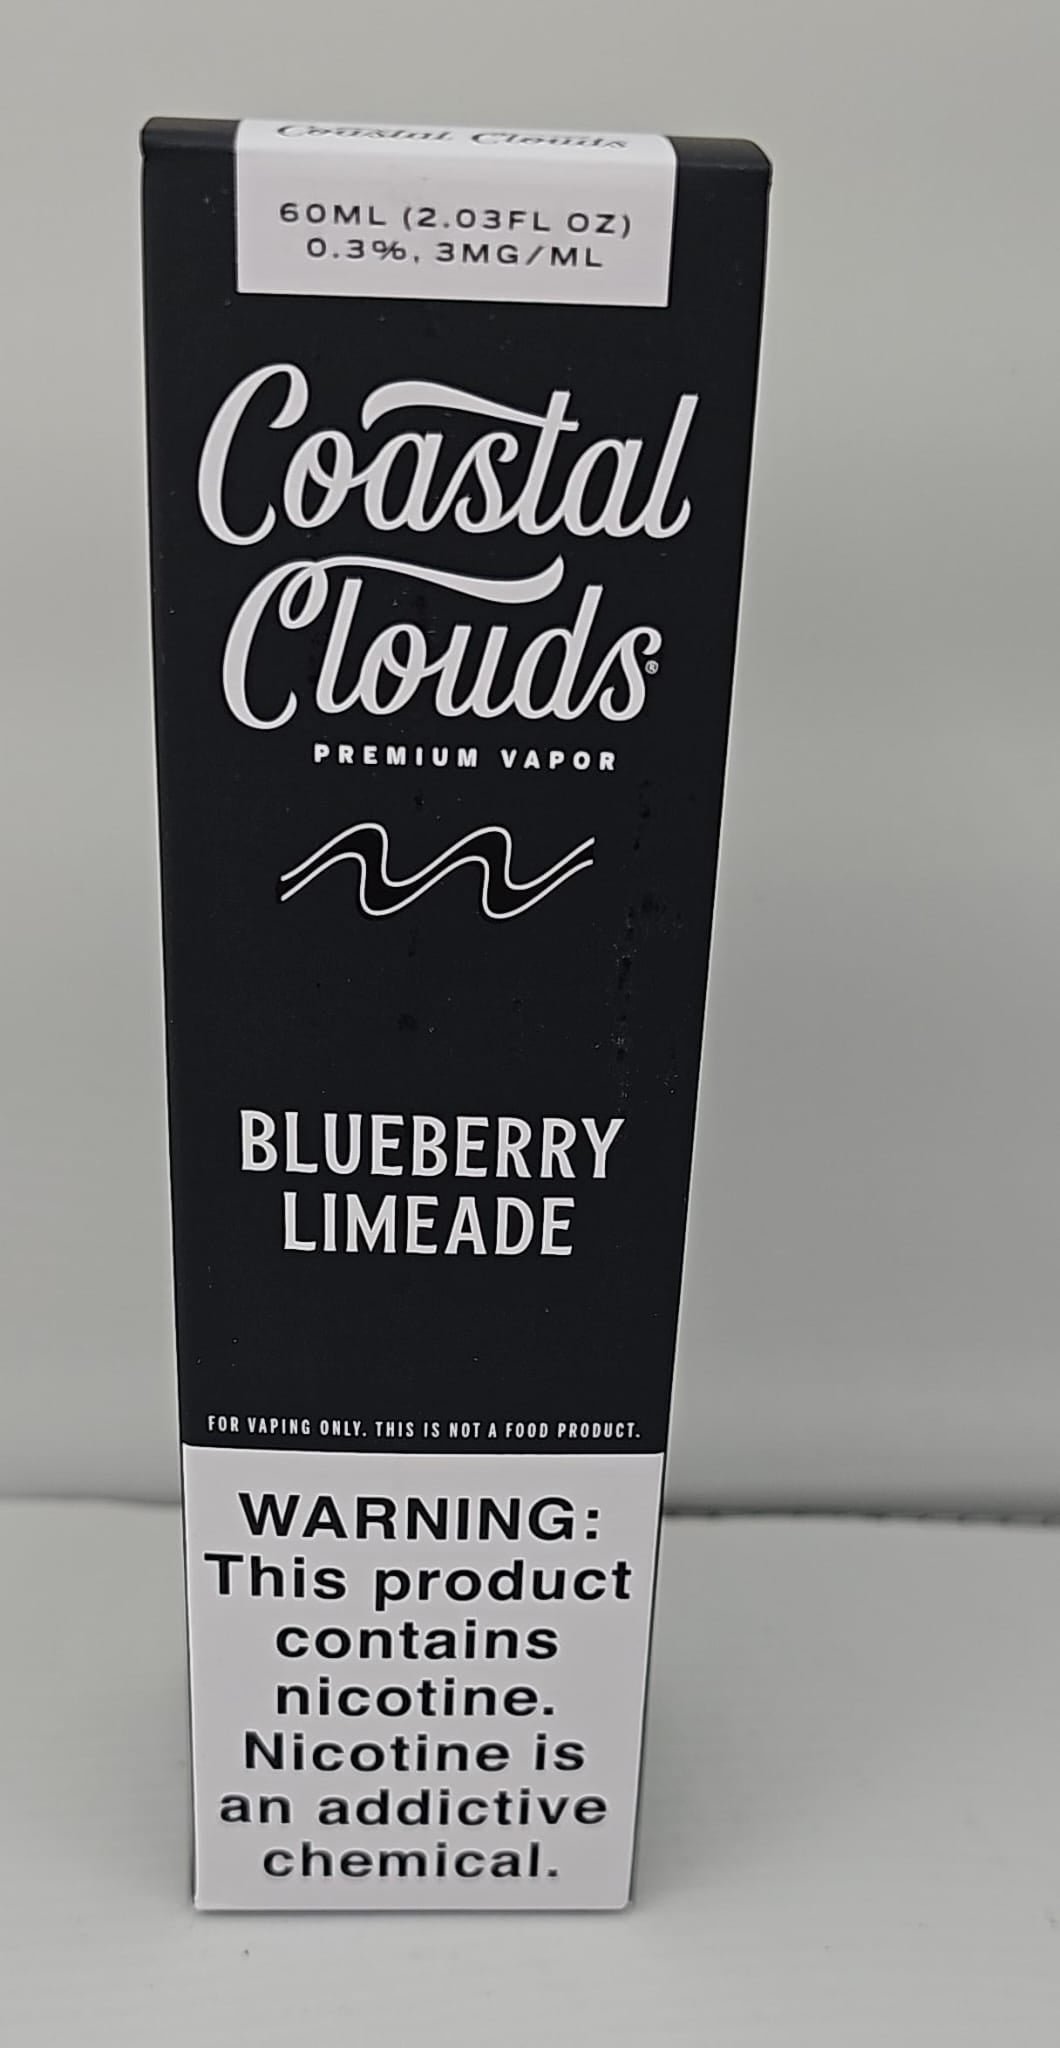 Coastal Clouds
60ML (2.03FL OZ)
0.3%, 3MG/ML
Coastal
Clouds®
PREMIUM VAPOR
BLUEBERRY
LIMEADE
FOR VAPING ONLY. THIS IS NOT A FOOD PRODUCT.
WARNING:
This product
contains
nicotine.
Nicotine is
an addictive
chemical.